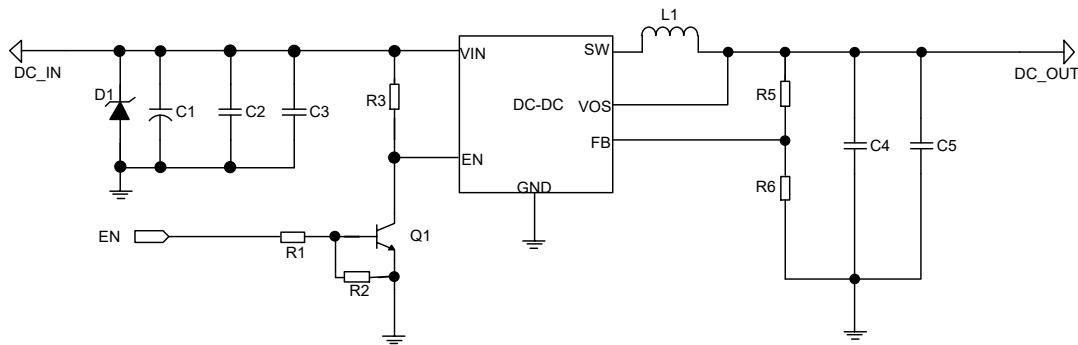 L1
VIN
SW
DC_IN
DC_OUT
D1
R3
DC-DC
R5
C1
C2
C3
VOS
FB
C4
C5
EN
R6
GND
EN
R1
Q1
R2